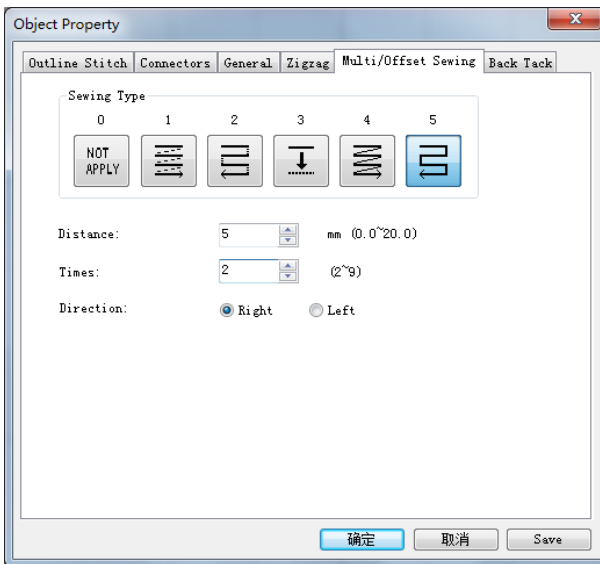 Object Property
Outline Stitch Connectors General Zigzag Multi/Offset Sewing Back Tack
Sewing Type
0 1 2 3 4 5
NOT
APPLY
Distance: 5 mm (0.0~20.0)
Times: 2 (2~9)
Direction: Right Left
确定 取消 Save